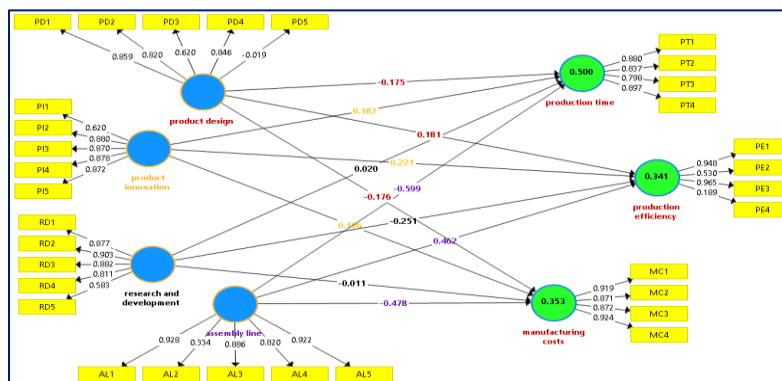 PD1 PD2 PD3 PD4 PD5
0.859 0.820 0.620 0.846 -0.019
product design
PI1
PI2
PI3
PI4
PI5
0.620
0.880
0.870
0.878
0.872
product
innovation
RD1
RD2
RD3
RD4
RD5
0.877
0.903
0.882
0.811
0.583
research and
development
assembly line
0.928 0.334 0.886 0.820 0.922
AL1 AL2 AL3 AL4 AL5
-0.175
0.182
0.181
0.020
0.221
-0.599
-0.176
-0.251
0.462
-0.011
-0.478
0.500
production time
0.880
0.837
0.798
0.897
PT1
PT2
PT3
PT4
0.341
production
efficiency
0.948
0.530
0.965
0.189
PE1
PE2
PE3
PE4
0.353
manufacturing
costs
0.919
0.871
0.872
0.924
MC1
MC2
MC3
MC4